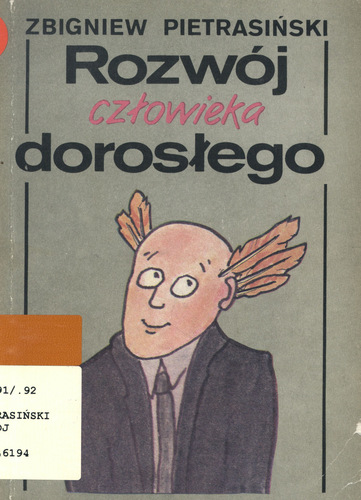 ZBIGNIEW PIETRASIŃSKI
Rozwój
człowieka
dorosłego
91/.92
RASIŃSKI
OJ
6194